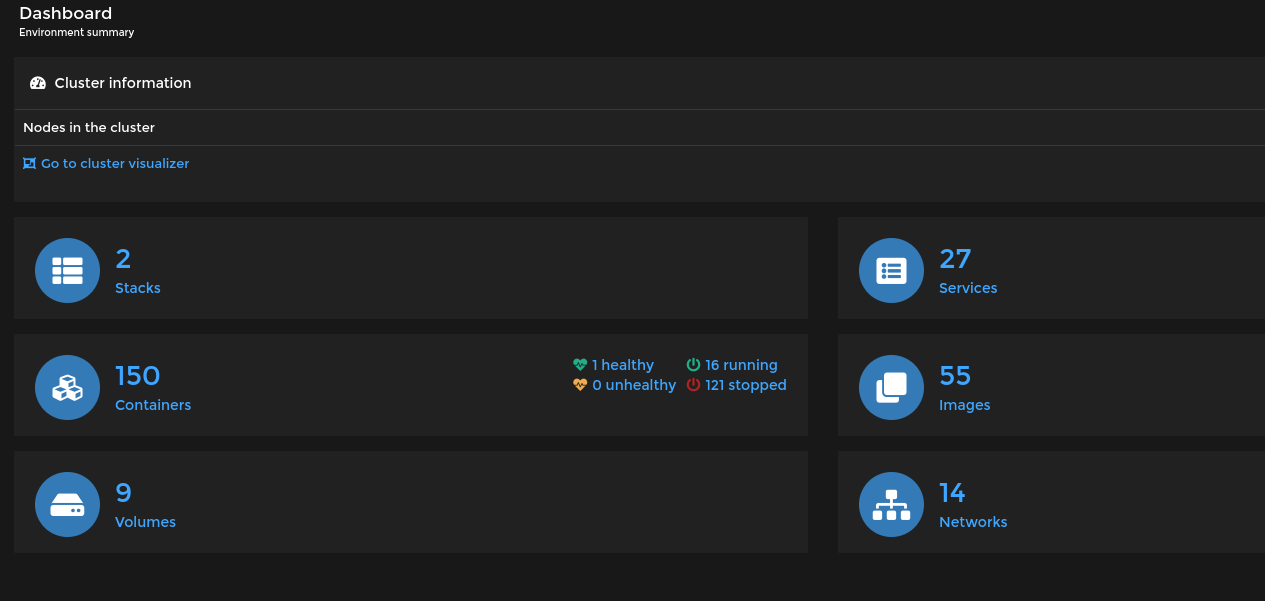 Dashboard
Environment summary
Cluster information
Nodes in the cluster
Go to cluster visualizer
2
Stacks
27
Services
150
Containers
1 healthy 16 running
0 unhealthy 121 stopped
55
Images
9
Volumes
14
Networks